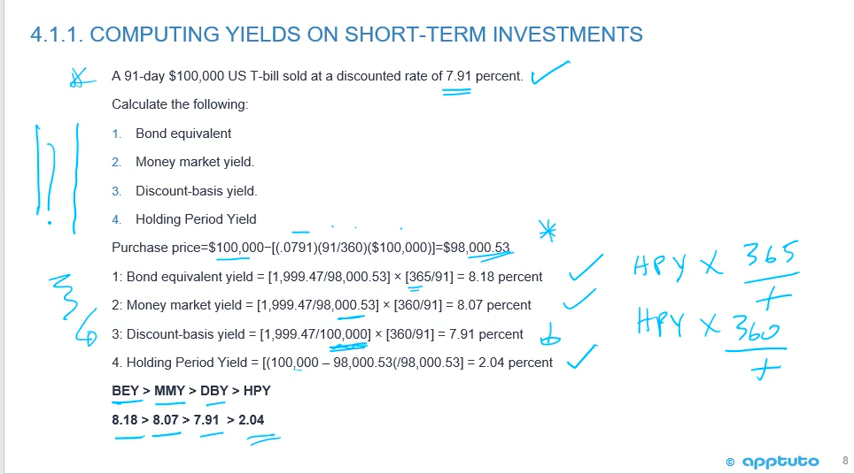 4.1.1. COMPUTING YIELDS ON SHORT-TERM INVESTMENTS
A 91-day $100,000 US T-bill sold at a discounted rate of 7.91 percent.
Calculate the following:
1. Bond equivalent
2. Money market yield.
3. Discount-basis yield.
4. Holding Period Yield
Purchase price=$100,000−[(.0791)(91/360)($100,000)]=$98,000.53
1: Bond equivalent yield = [1,999.47/98,000.53] × [365/91] = 8.18 percent
2: Money market yield = [1,999.47/98,000.53] × [360/91] = 8.07 percent
3: Discount-basis yield = [1,999.47/100,000] × [360/91] = 7.91 percent
4. Holding Period Yield = [(100,000 – 98,000.53(/98,000.53] = 2.04 percent
BEY > MMY > DBY > HPY
8.18 > 8.07 > 7.91 > 2.04
HPY × 365
t
HPY × 360
t
© apptuto
8